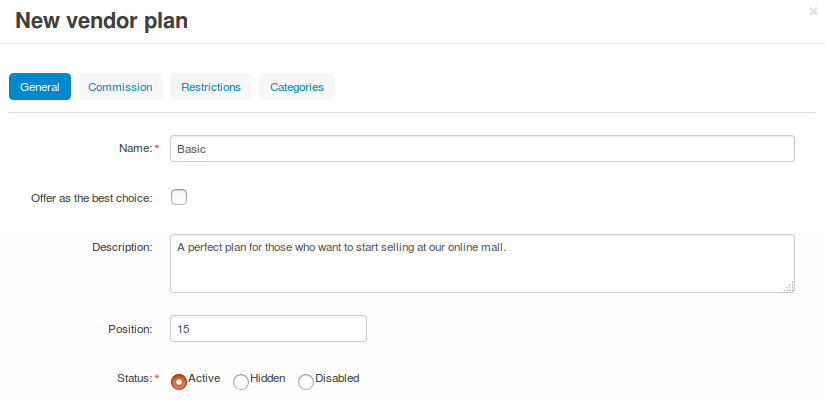 New vendor plan
×
General Commission Restrictions Categories
Name:* Basic
Offer as the best choice:
Description: A perfect plan for those who want to start selling at our online mall.
Position: 15
Status:* Active Hidden Disabled